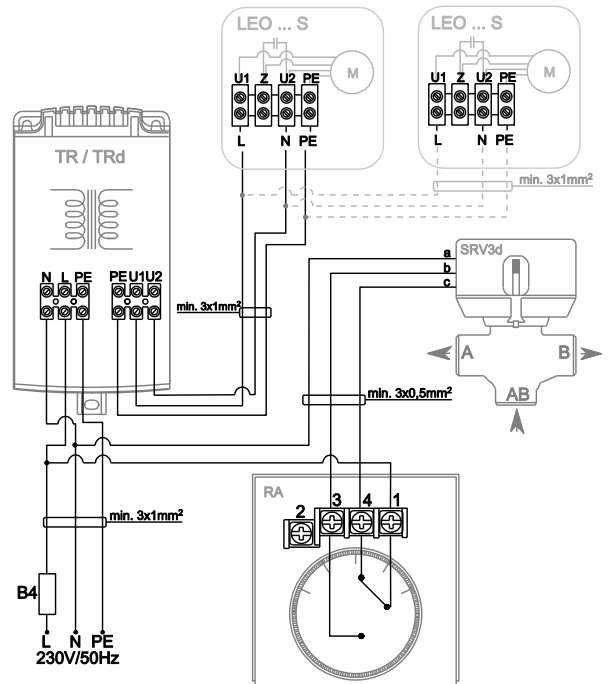 LEO ... S
LEO ... S
M
M
U1 Z U2 PE
U1 Z U2 PE
L N PE
L N PE
TR / TRd
min. 3x1mm²
N L PE
PE U1 U2
min. 3x1mm²
a
b
c
SRV3d
A
B
AB
min. 3x0,5mm²
RA
2
3 4 1
min. 3x1mm²
B4
L N PE
230V/50Hz